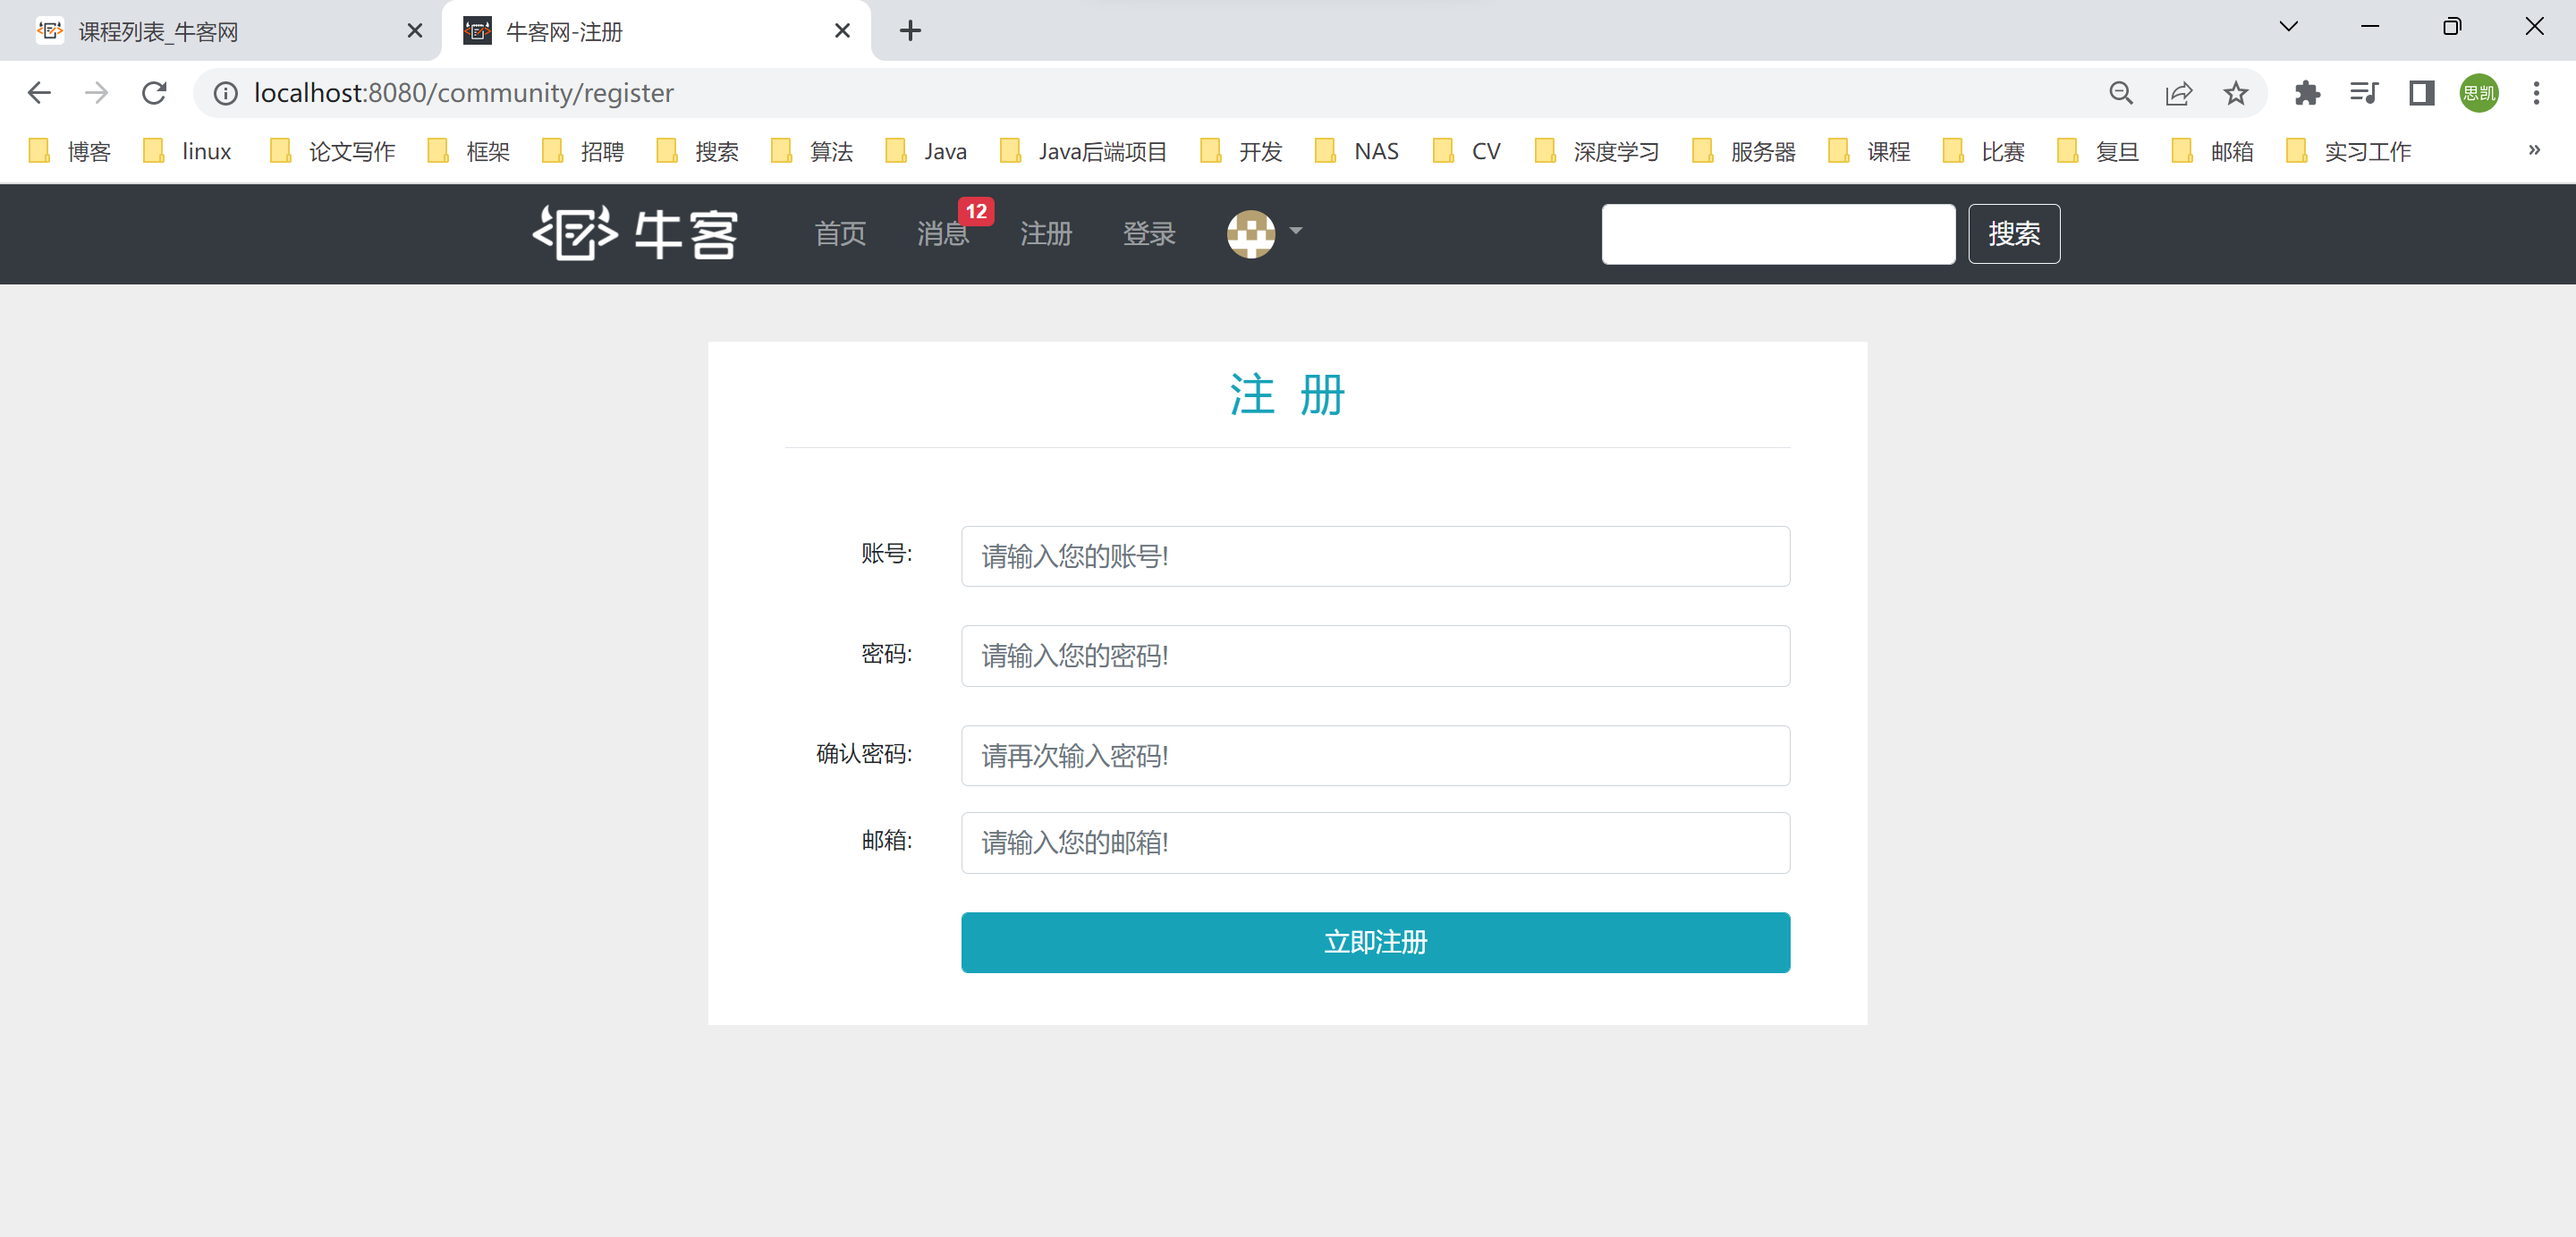 课程列表_牛客网
牛客网-注册
localhost:8080/community/register
思凯
博客 linux 论文写作 框架 招聘 搜索 算法 Java Java后端项目 开发 NAS CV 深度学习 服务器 课程 比赛 复旦 邮箱 实习工作 »
牛客 首页 消息 12 注册 登录 搜索
注 册
账号: 请输入您的账号!
密码: 请输入您的密码!
确认密码: 请再次输入密码!
邮箱: 请输入您的邮箱!
立即注册